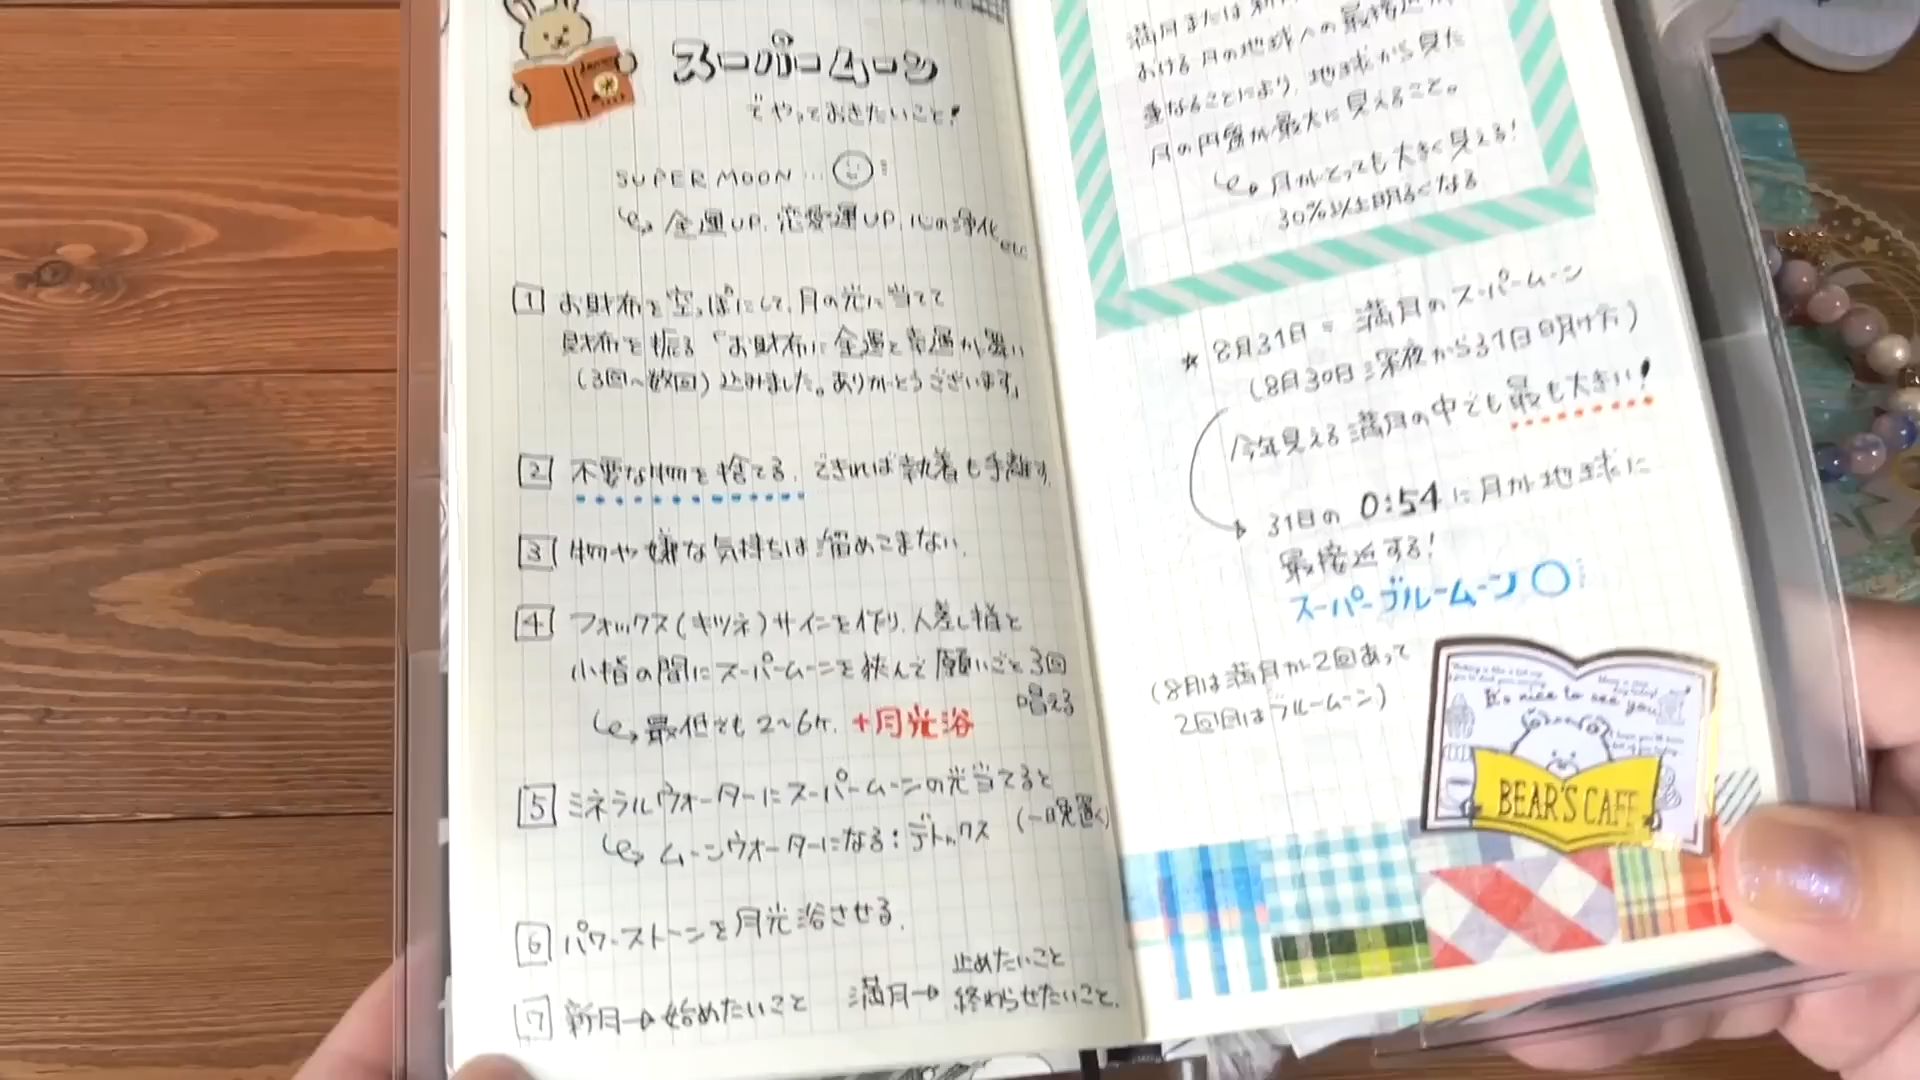 スーパームーン
でやっておきたいこと!
SUPER MOON...
金運UP. 恋愛運UP. 心の浄化 etc
1 お財布を空っぽにして、月の光に当てて
財布を振る「お財布に金運と幸運が舞い
(3回〜数回) 込みました。ありがとうございます」
2 不要な物を捨てる. できれば執着も手離す.
3 物や嫌な気持ちは溜めこまない.
4 フォックス(キツネ)サインを作り、人差し指と
小指の間にスーパームーンを挟んで願いごと3回
唱える
最低でも2〜6ケ. +月光浴
5 ミネラルウォーターにスーパームーンの光当てると
(一晩置く)
ムーンウォーターになる:デトックス
6 パワーストーンを月光浴させる.
7 新月→始めたいこと 満月→ 止めたいこと
終わらせたいこと.
満月または新
おける月の地球への最接近
重なることにより、地球から見た
月の円盤が最大に見えること。
月がとっても大きく見える!
30%以上明るくなる
★ 8月31日= 満月のスーパームーン
(8月30日深夜から31日明け方)
今年見える満月の中でも最も大きい!
31日の 0:54に月が地球に
最接近する!
スーパーブルームーン
(8月は満月が2回あって
2回目はブルームーン)
It's nice to see you
BEAR'S CAFE